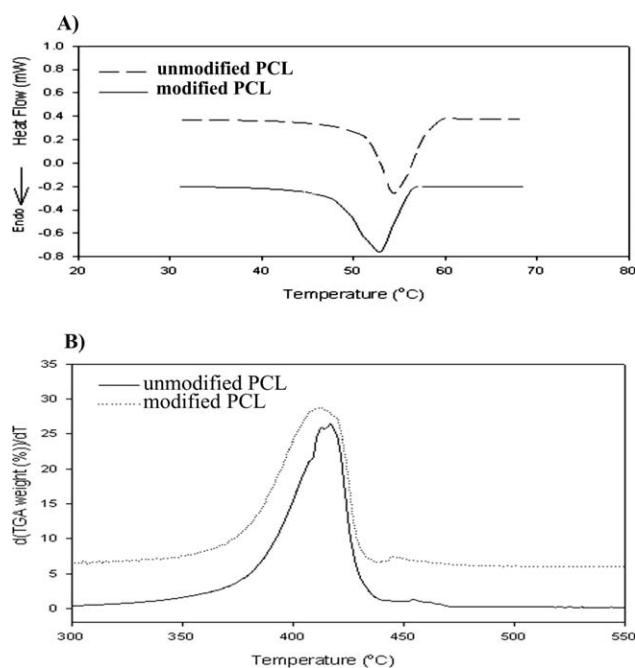 A)
1.0
0.8
0.6
0.4
0.2
0.0
-0.2
-0.4
-0.6
-0.8
Endo
Heat Flow (mW)
unmodified PCL
modified PCL
20 30 40 50 60 70 80
Temperature (°C)
B)
35
30
25
20
15
10
5
0
d(TGA weight (%))/dT
unmodified PCL
modified PCL
300 350 400 450 500 550
Temperature (°C)